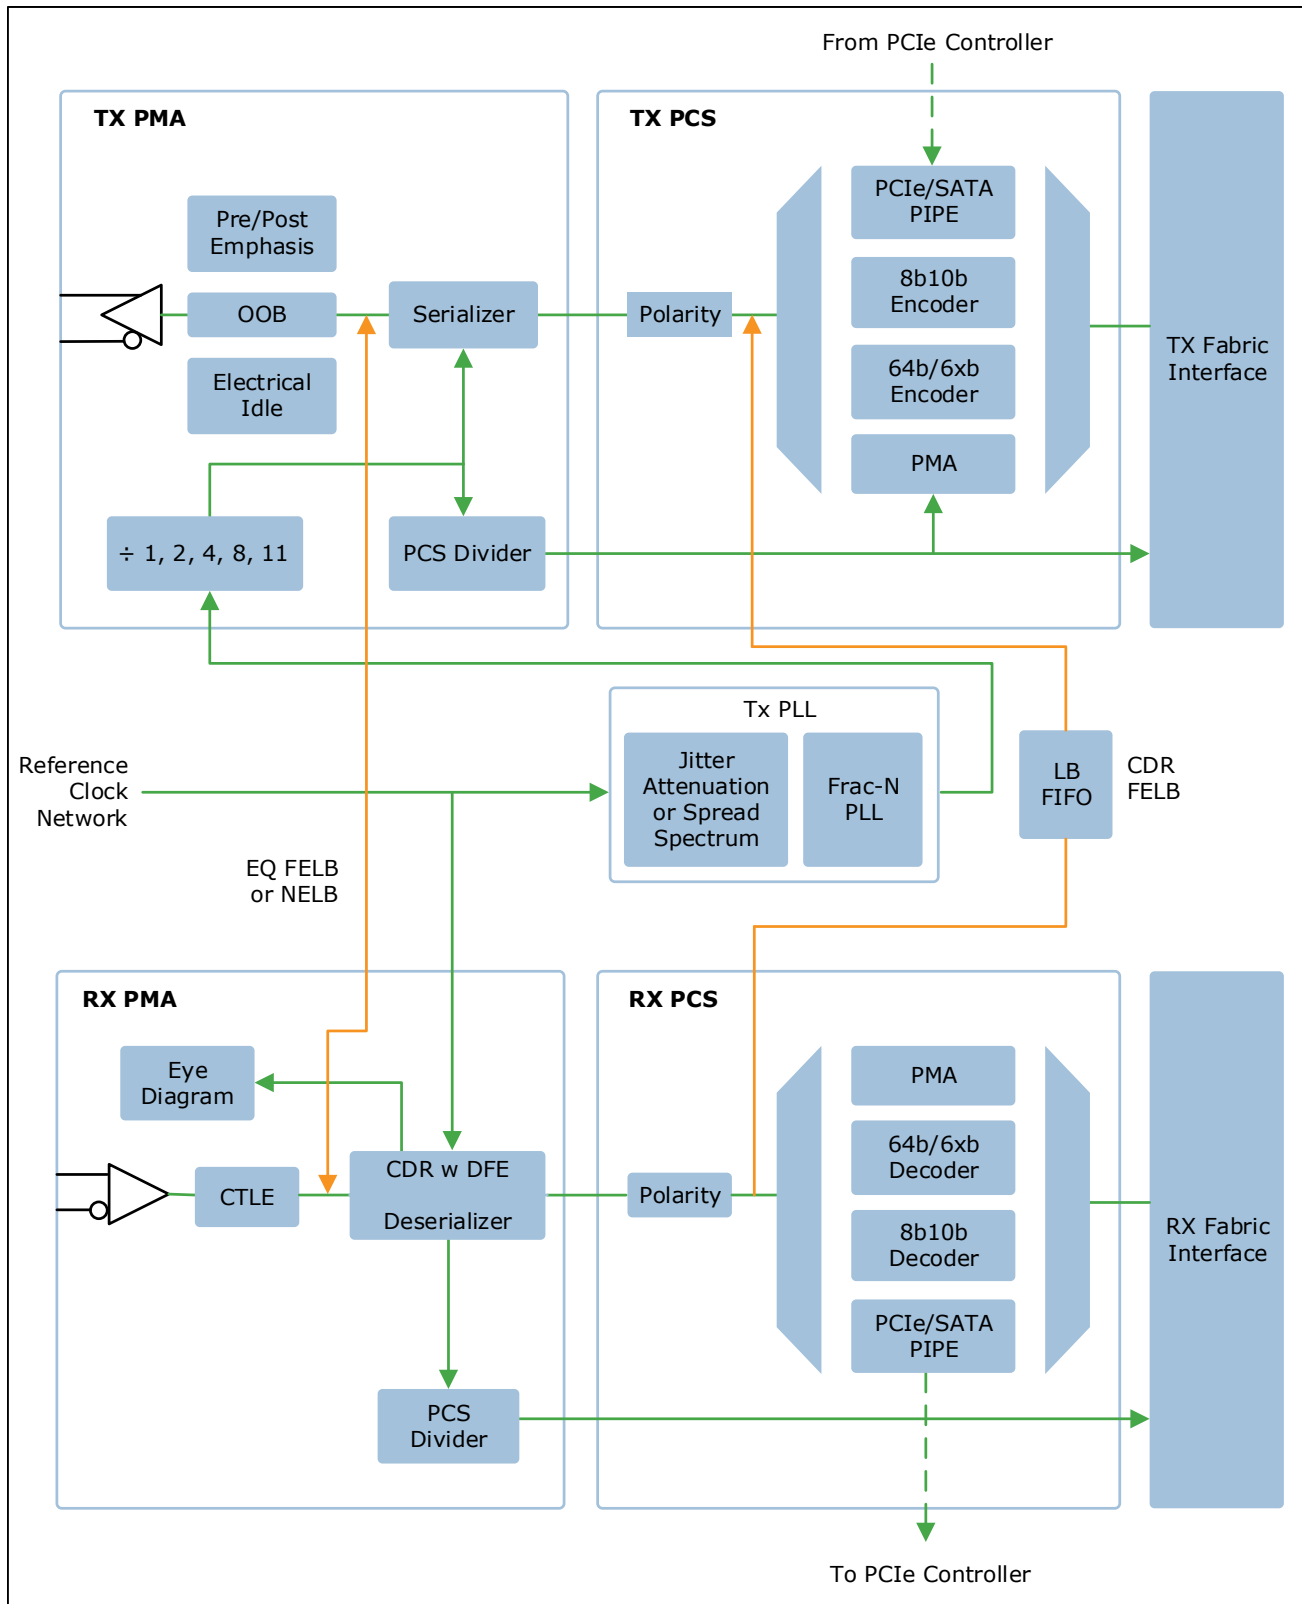 From PCIe Controller
TX PMA
TX PCS
Pre/Post
Emphasis
OOB
Electrical
Idle
Serializer
÷ 1, 2, 4, 8, 11
PCS Divider
Polarity
PCIe/SATA
PIPE
8b10b
Encoder
64b/6xb
Encoder
PMA
TX Fabric
Interface
Reference
Clock
Network
Tx PLL
Jitter
Attenuation
or Spread
Spectrum
Frac-N
PLL
LB
FIFO
CDR
FELB
EQ FELB
or NELB
RX PMA
RX PCS
Eye
Diagram
CTLE
CDR w DFE
Deserializer
PCS
Divider
Polarity
PMA
64b/6xb
Decoder
8b10b
Decoder
PCIe/SATA
PIPE
RX Fabric
Interface
To PCIe Controller